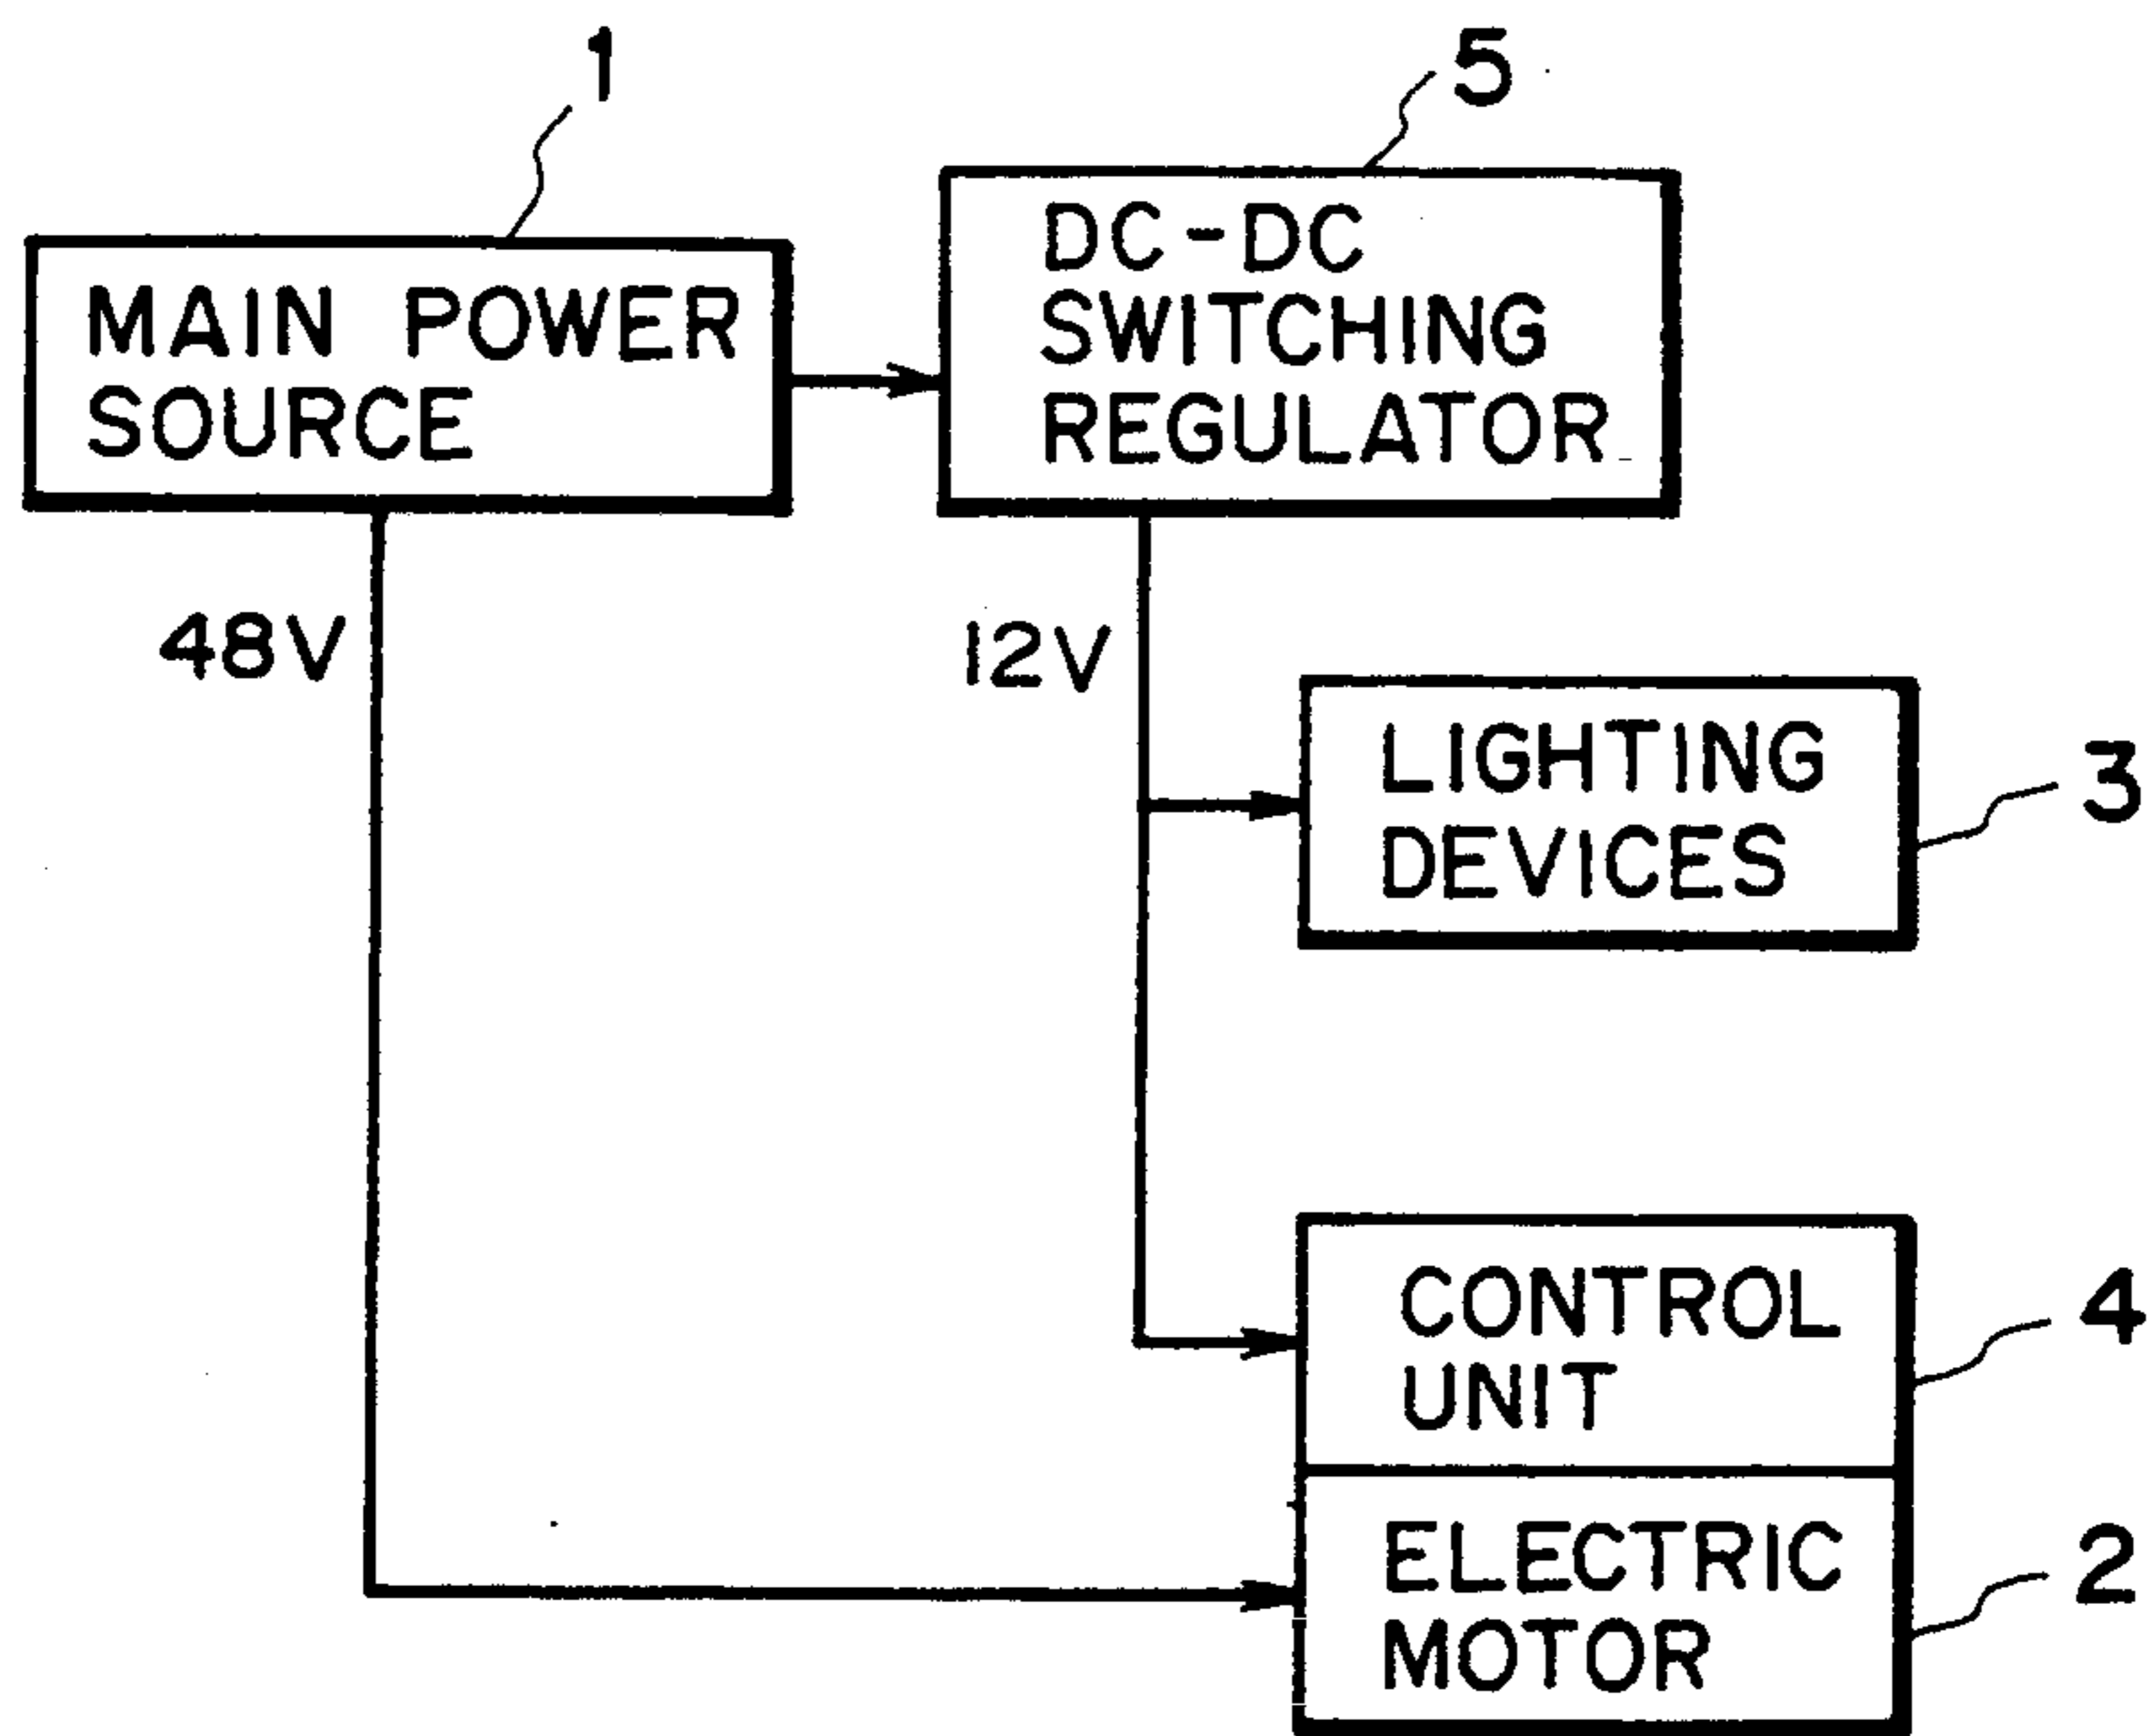 1
5
MAIN POWER
SOURCE
DC-DC
SWITCHING
REGULATOR
48V
12V
LIGHTING
DEVICES
3
CONTROL
UNIT
4
ELECTRIC
MOTOR
2